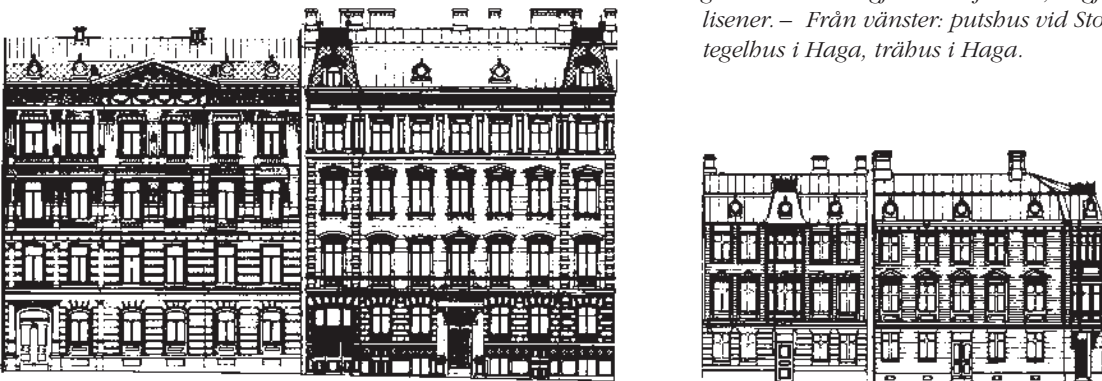 lisener. – Från vänster: putshus vid
tegelhus i Haga, trähus i Haga.